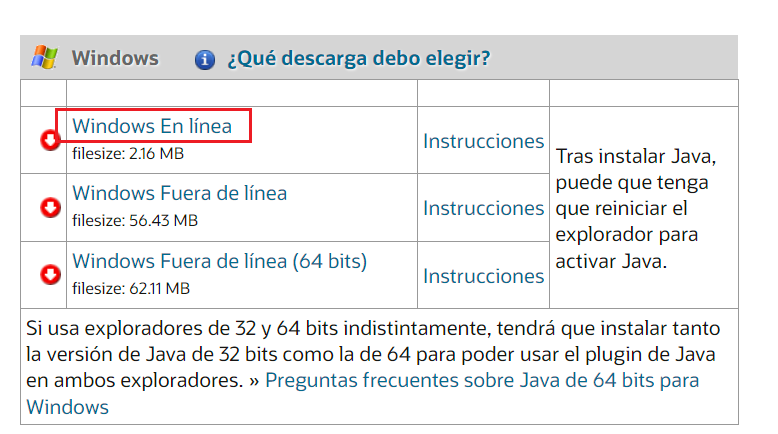 Windows ¿Qué descarga debo elegir?
Windows En línea
filesize: 2.16 MB
Instrucciones
Windows Fuera de línea
filesize: 56.43 MB
Instrucciones
Windows Fuera de línea (64 bits)
filesize: 62.11 MB
Instrucciones
Tras instalar Java,
puede que tenga
que reiniciar el
explorador para
activar Java.
Si usa exploradores de 32 y 64 bits indistintamente, tendrá que instalar tanto
la versión de Java de 32 bits como la de 64 para poder usar el plugin de Java
en ambos exploradores. » Preguntas frecuentes sobre Java de 64 bits para
Windows